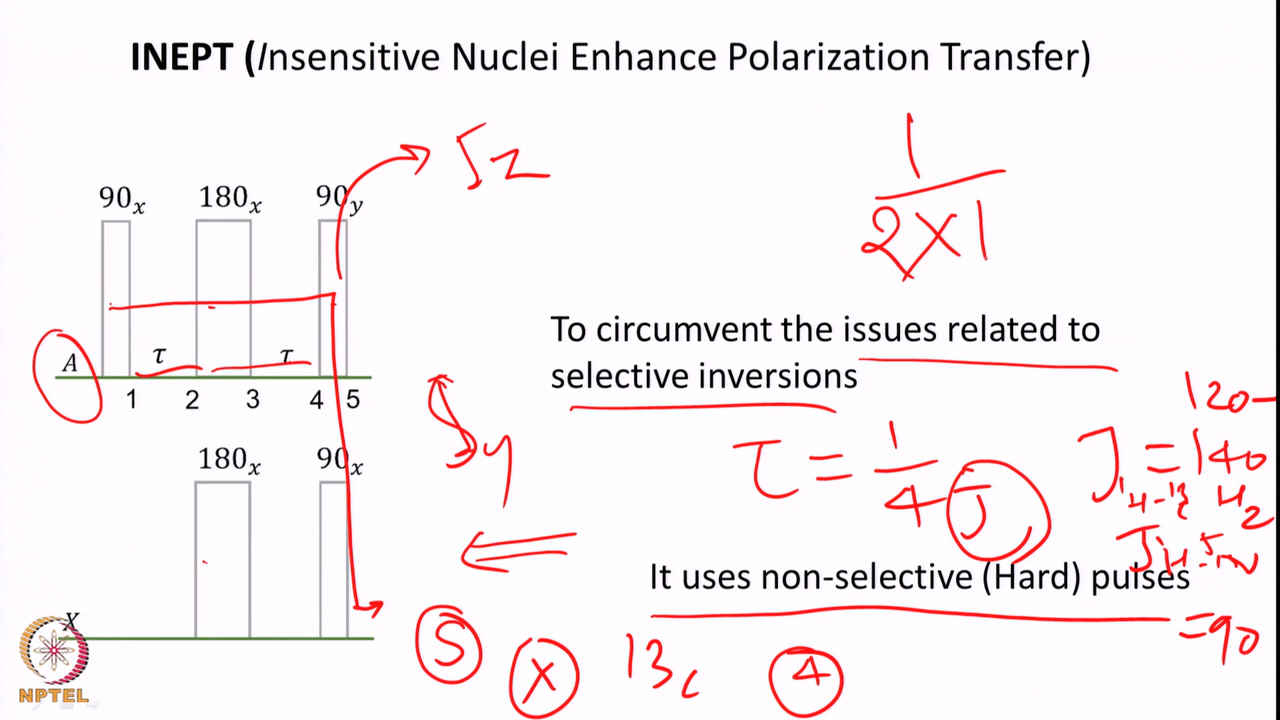 INEPT (Insensitive Nuclei Enhance Polarization Transfer)
5z
1
2 × 1
90x 180x 90y
A τ τ
1 2 3 4 5
To circumvent the issues related to
selective inversions
120-
τ = 1/4J
J = 140
Hz
180x 90x
y
It uses non-selective (Hard) pulses
= 90
X
S X 13C 4
NPTEL